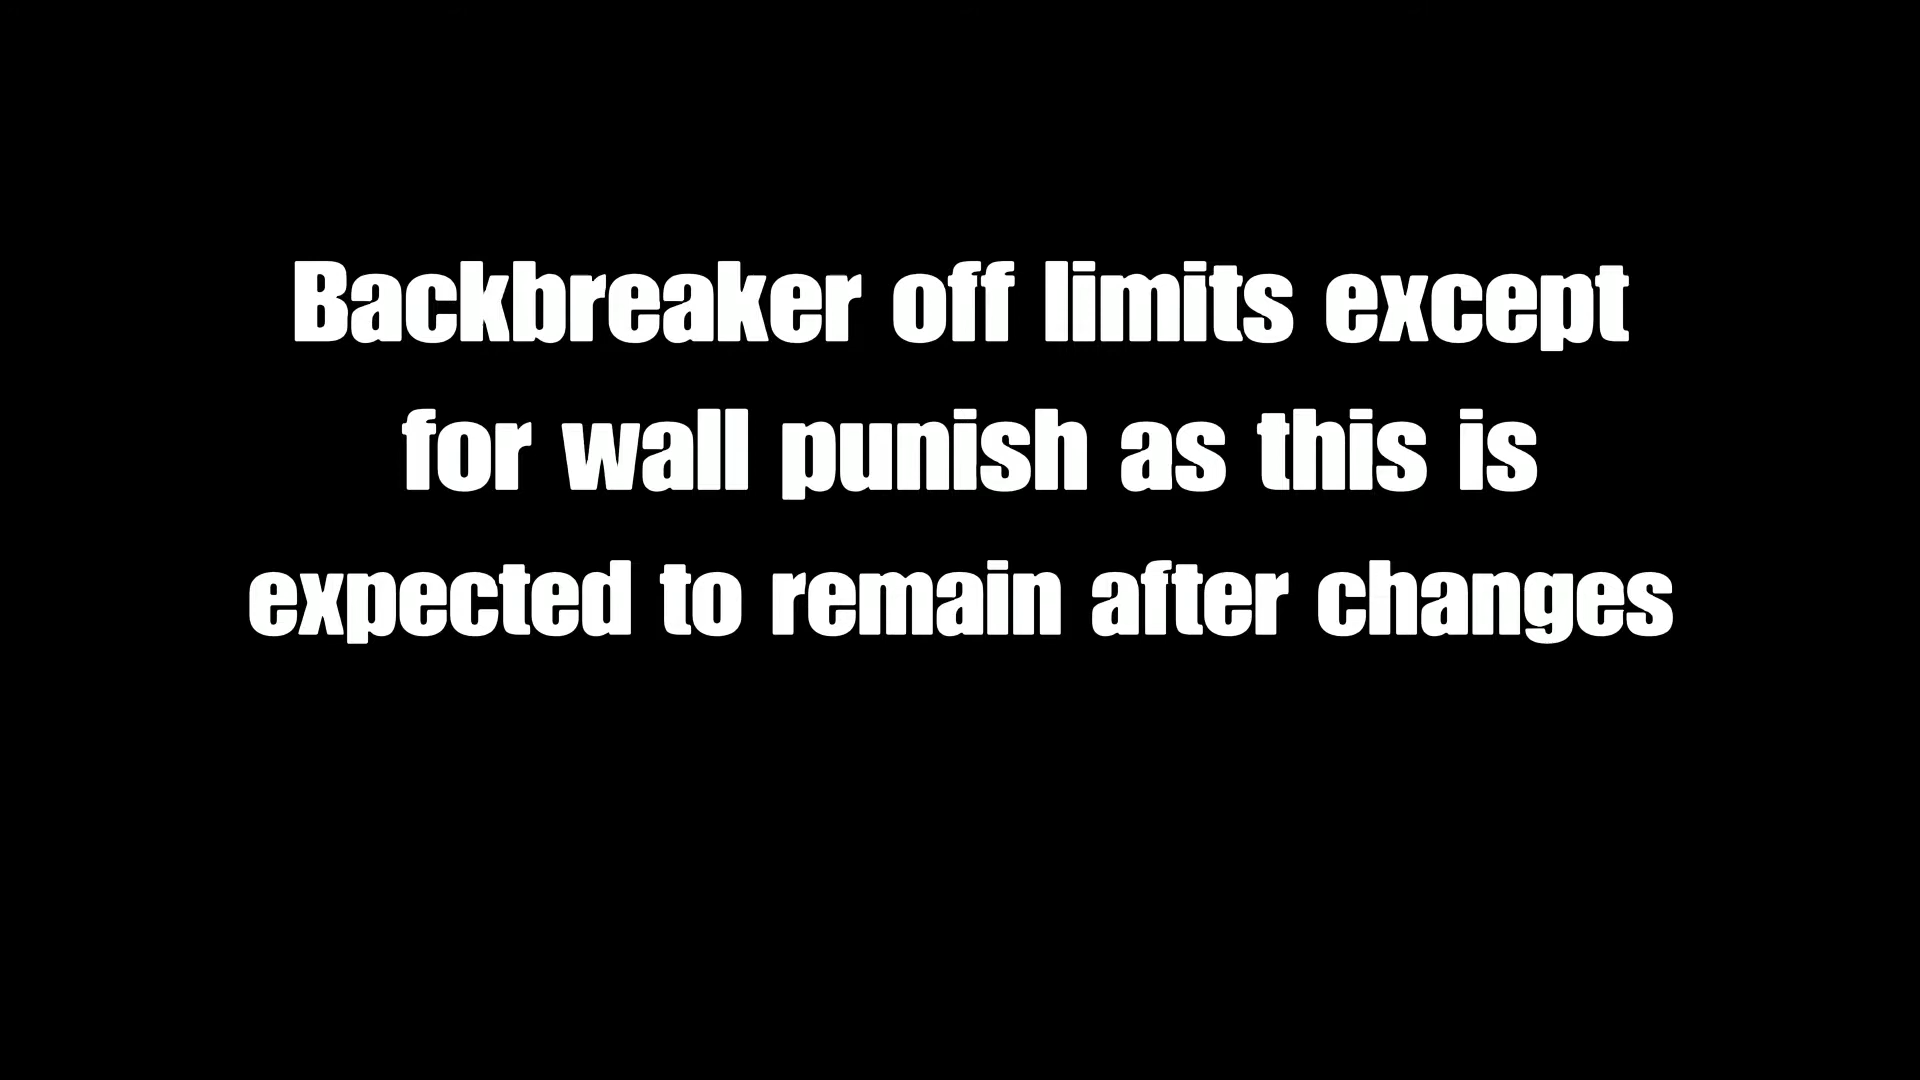 Backbreaker off limits except
for wall punish as this is
expected to remain after changes